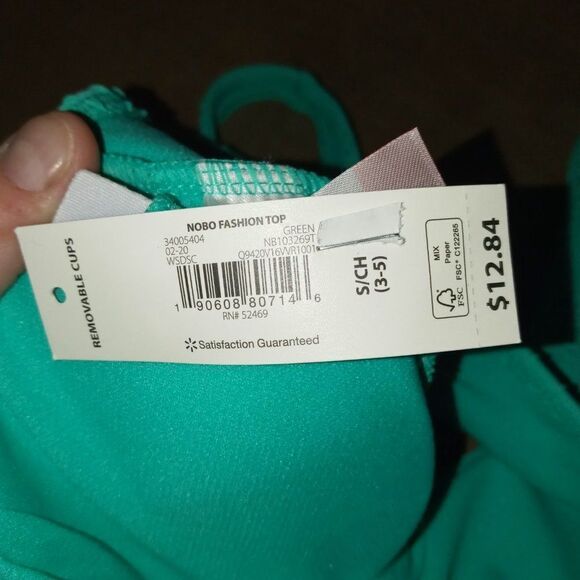 REMOVABLE CUPS
NOBO FASHION TOP
34005404 GREEN
02-20 NB103269T
WSDSC O9420V16VVR1001
1 90608 80714 6
RN# 52469
Satisfaction Guaranteed
S/CH
(3-5)
MIX
Paper
FSC
FSC® C122265
$12.84